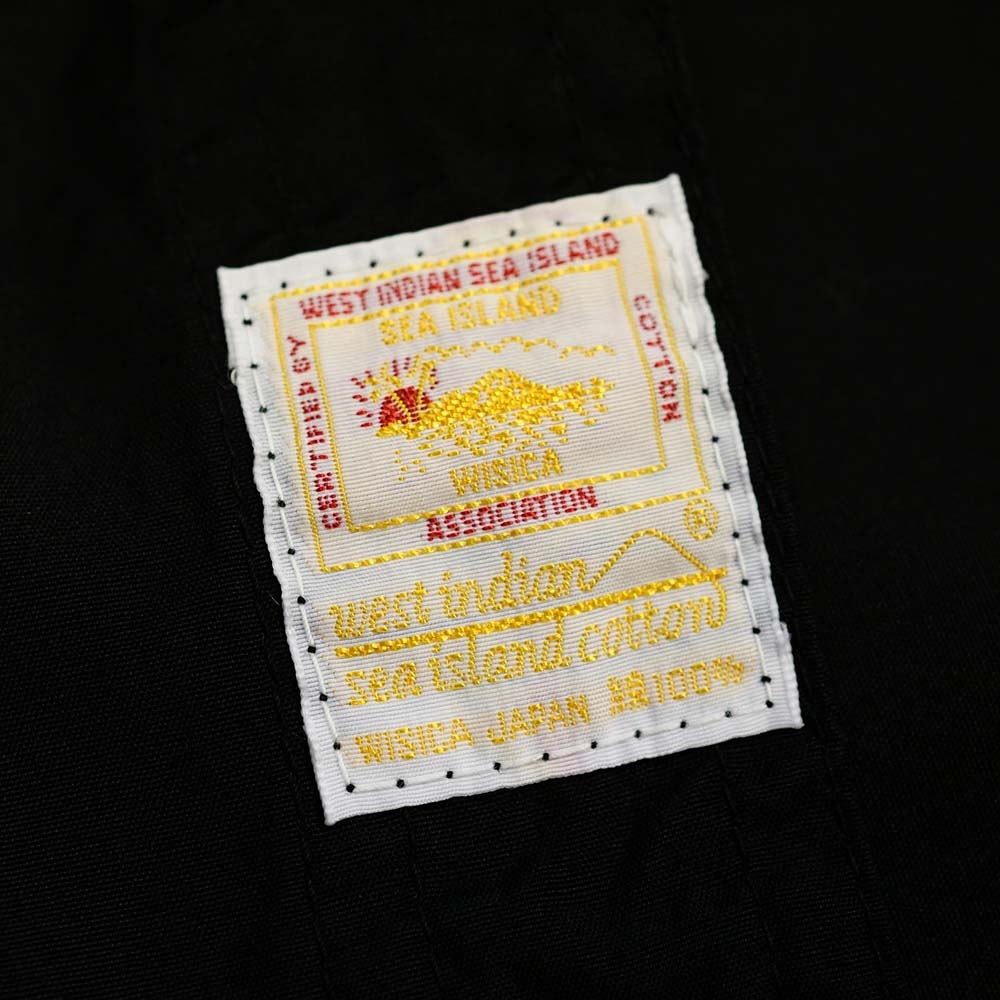 WEST INDIAN SEA ISLAND
CERTIFIED BY
COTTON
SEA ISLAND
WISICA
ASSOCIATION
®
west indian
sea island cotton
WISICA JAPAN 綿100%